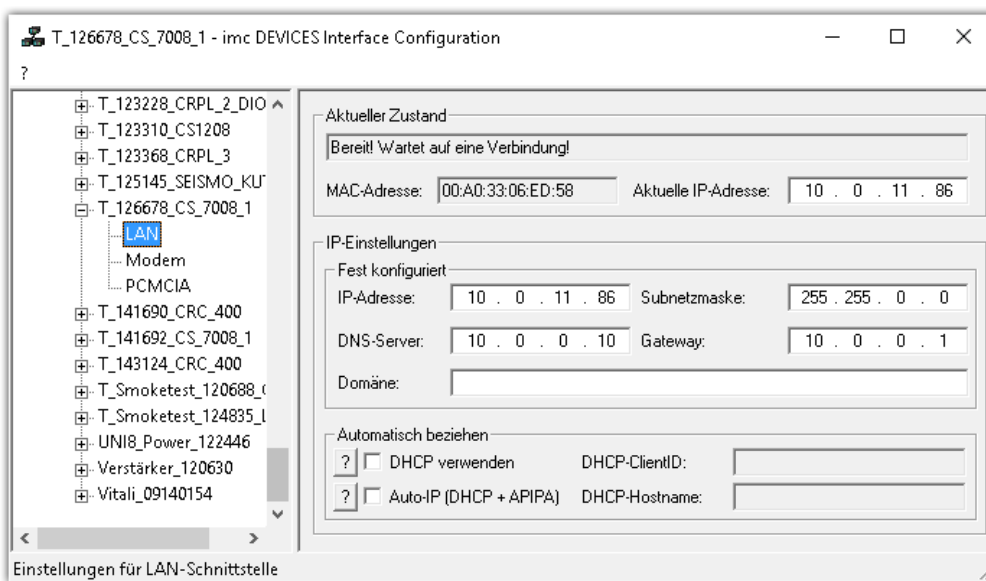 T_126678_CS_7008_1 - imc DEVICES Interface Configuration
?
T_123228_CRPL_2_DIO
T_123310_CS1208
T_123368_CRPL_3
T_125145_SEISMO_KU
T_126678_CS_7008_1
LAN
Modem
PCMCIA
T_141690_CRC_400
T_141692_CS_7008_1
T_143124_CRC_400
T_Smoketest_120688_
T_Smoketest_124835_L
UNI8_Power_122446
Verstärker_120630
Vitali_09140154
Aktueller Zustand
Bereit! Wartet auf eine Verbindung!
MAC-Adresse: 00:A0:33:06:ED:58 Aktuelle IP-Adresse: 10 . 0 . 11 . 86
IP-Einstellungen
Fest konfiguriert
IP-Adresse: 10 . 0 . 11 . 86 Subnetzmaske: 255 . 255 . 0 . 0
DNS-Server: 10 . 0 . 0 . 10 Gateway: 10 . 0 . 0 . 1
Domäne:
Automatisch beziehen
? DHCP verwenden DHCP-ClientID:
? Auto-IP (DHCP + APIPA) DHCP-Hostname:
Einstellungen für LAN-Schnittstelle